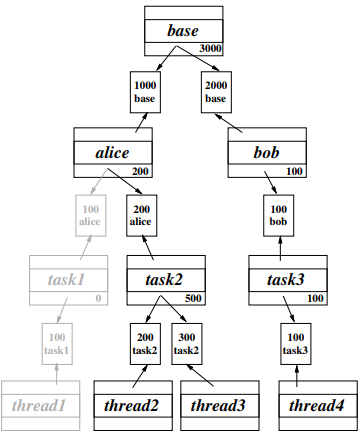 base
3000
1000
base
2000
base
alice
200
bob
100
100
alice
200
alice
100
bob
task1
0
task2
500
task3
100
100
task1
200
task2
300
task2
100
task3
thread1
thread2
thread3
thread4